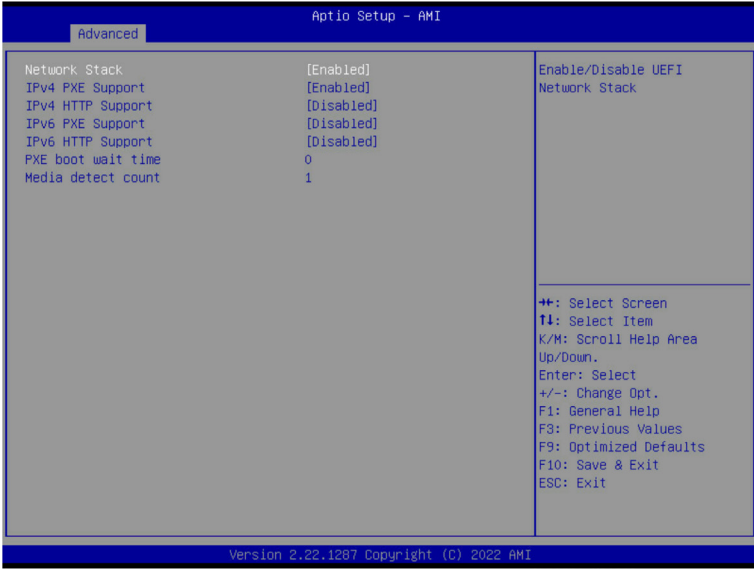 Aptio Setup – AMI
Advanced
Network Stack [Enabled]
IPv4 PXE Support [Enabled]
IPv4 HTTP Support [Disabled]
IPv6 PXE Support [Disabled]
IPv6 HTTP Support [Disabled]
PXE boot wait time 0
Media detect count 1
Enable/Disable UEFI
Network Stack
→←: Select Screen
↑↓: Select Item
K/M: Scroll Help Area
Up/Down.
Enter: Select
+/-: Change Opt.
F1: General Help
F3: Previous Values
F9: Optimized Defaults
F10: Save & Exit
ESC: Exit
Version 2.22.1287 Copyright (C) 2022 AMI